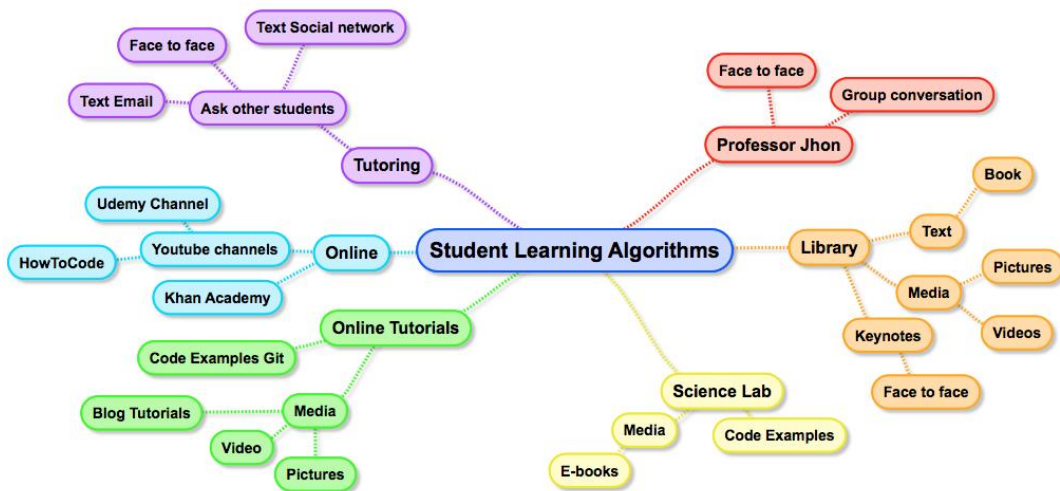 Text Social network
Face to face
Text Email
Ask other students
Tutoring
Face to face
Group conversation
Professor Jhon
Udemy Channel
Youtube channels
HowToCode
Online
Khan Academy
Student Learning Algorithms
Book
Library
Text
Media
Pictures
Videos
Keynotes
Face to face
Online Tutorials
Code Examples Git
Media
Blog Tutorials
Video
Pictures
Science Lab
Media
Code Examples
E-books